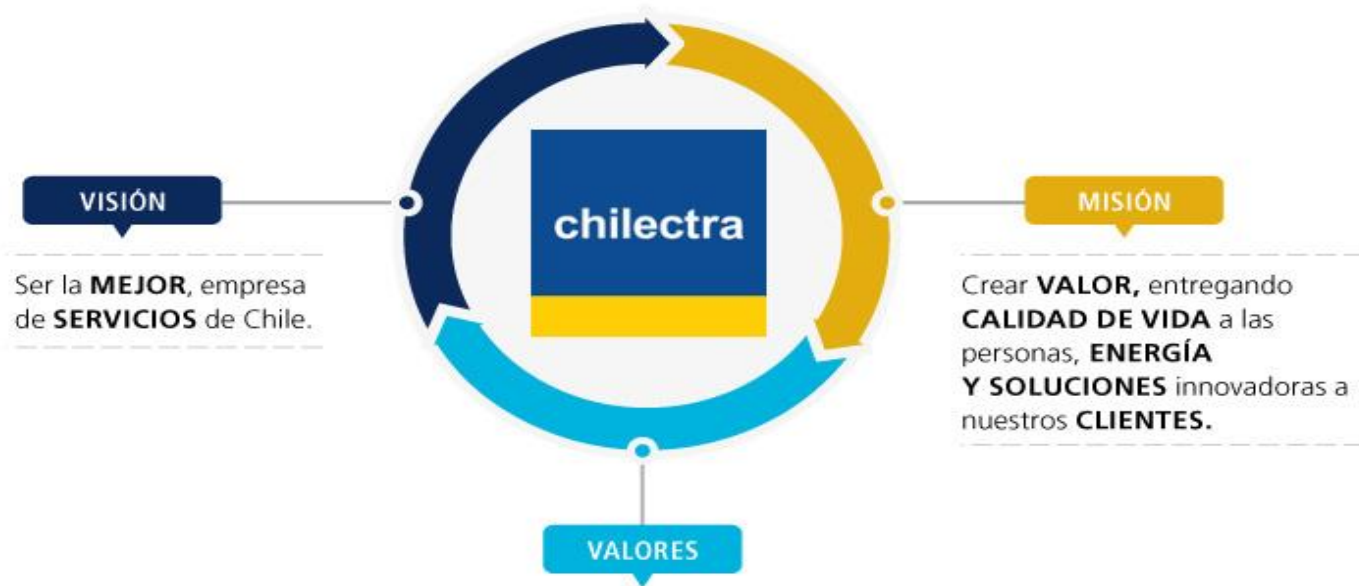 VISIÓN
Ser la MEJOR, empresa
de SERVICIOS de Chile.
chilectra
MISIÓN
Crear VALOR, entregando
CALIDAD DE VIDA a las
personas, ENERGÍA
Y SOLUCIONES innovadoras a
nuestros CLIENTES.
VALORES